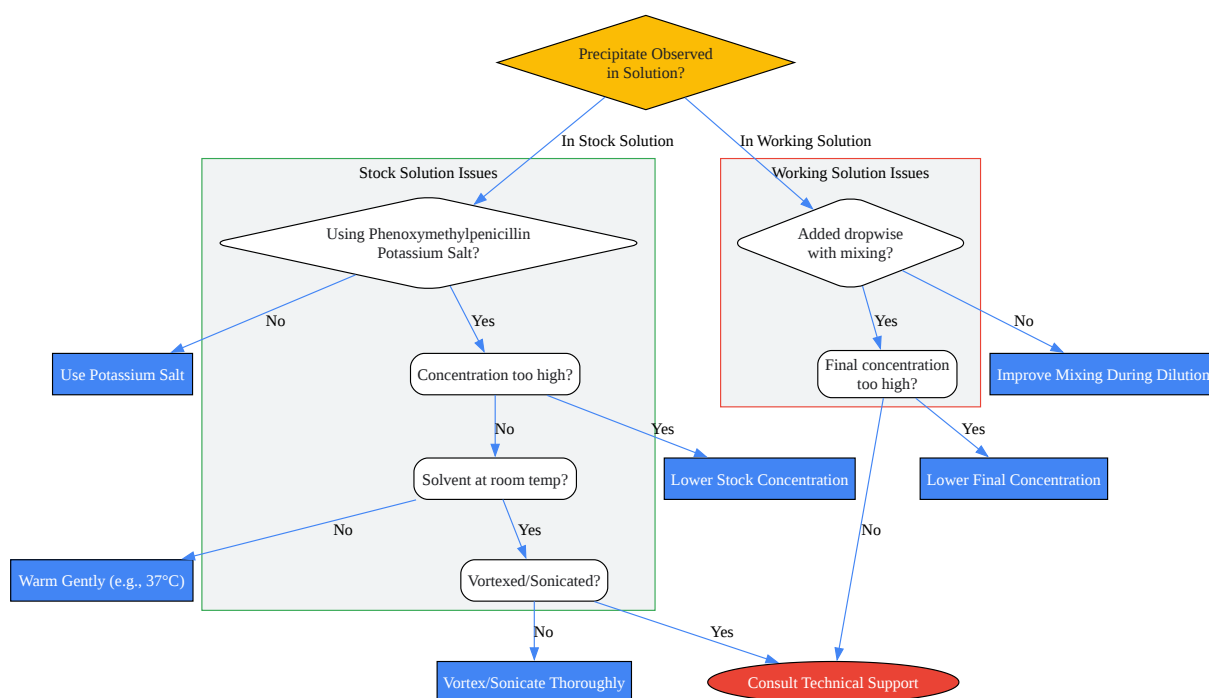 Precipitate Observed
in Solution?
In Stock Solution
In Working Solution
Stock Solution Issues
Working Solution Issues
Using Phenoxymethylpenicillin
Potassium Salt?
Added dropwise
with mixing?
No
Yes
Yes
No
Use Potassium Salt
Concentration too high?
Final concentration
too high?
Improve Mixing During Dilution
No
Yes
Yes
Solvent at room temp?
Lower Stock Concentration
Lower Final Concentration
No
Yes
No
Warm Gently (e.g., 37°C)
Vortexed/Sonicated?
No
Yes
Vortex/Sonicate Thoroughly
Consult Technical Support